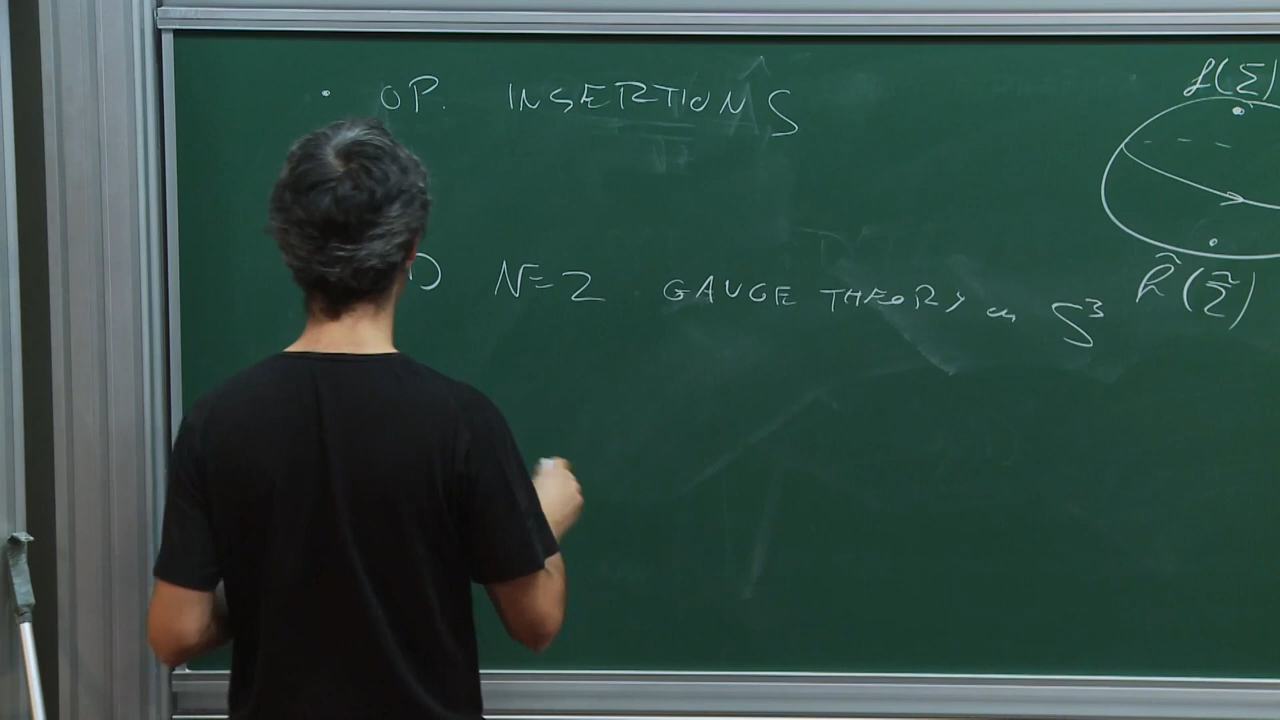 • OP. INSERTIONS
D N=2 GAUGE THEORY on S³
f(Σ)
h̃(Σ̃)